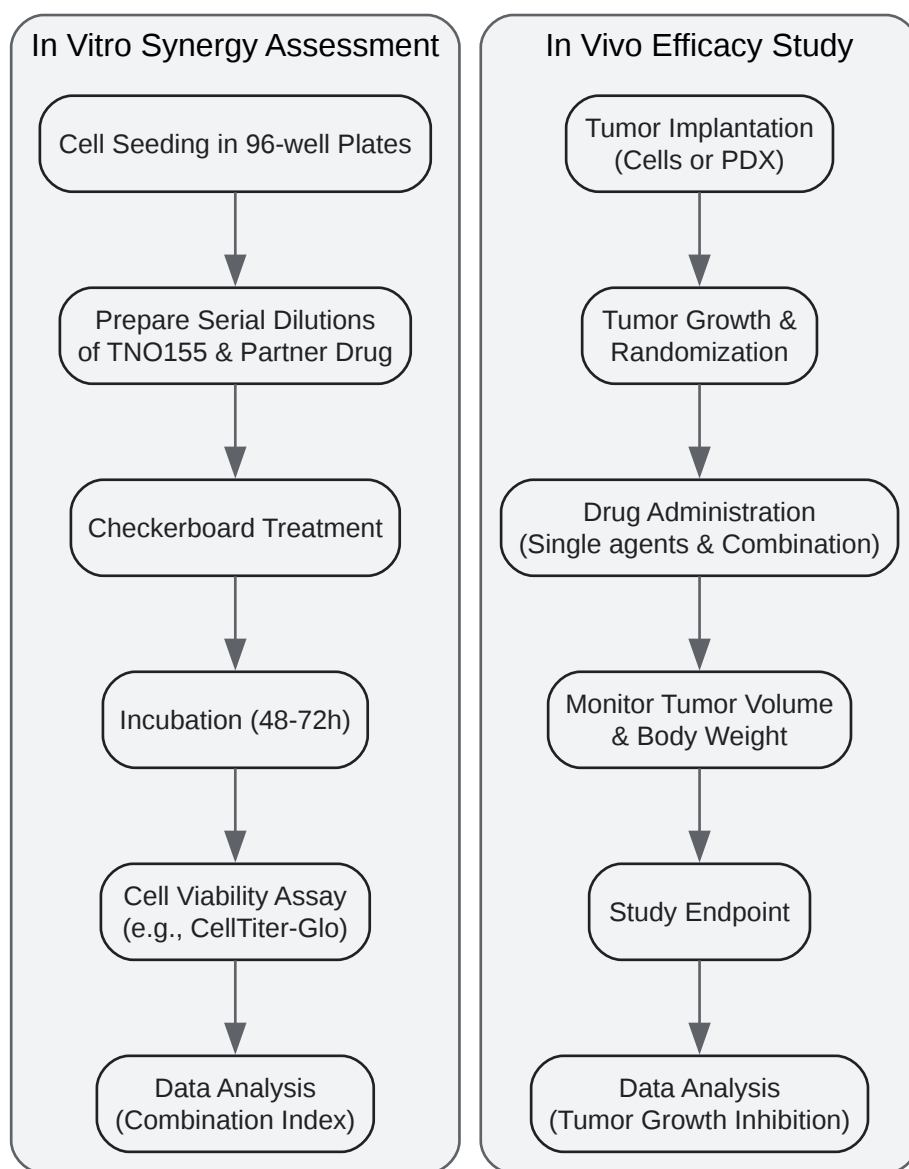 In Vitro Synergy Assessment
Cell Seeding in 96-well Plates
Prepare Serial Dilutions
of TNO155 & Partner Drug
Checkerboard Treatment
Incubation (48-72h)
Cell Viability Assay
(e.g., CellTiter-Glo)
Data Analysis
(Combination Index)
In Vivo Efficacy Study
Tumor Implantation
(Cells or PDX)
Tumor Growth &
Randomization
Drug Administration
(Single agents & Combination)
Monitor Tumor Volume
& Body Weight
Study Endpoint
Data Analysis
(Tumor Growth Inhibition)